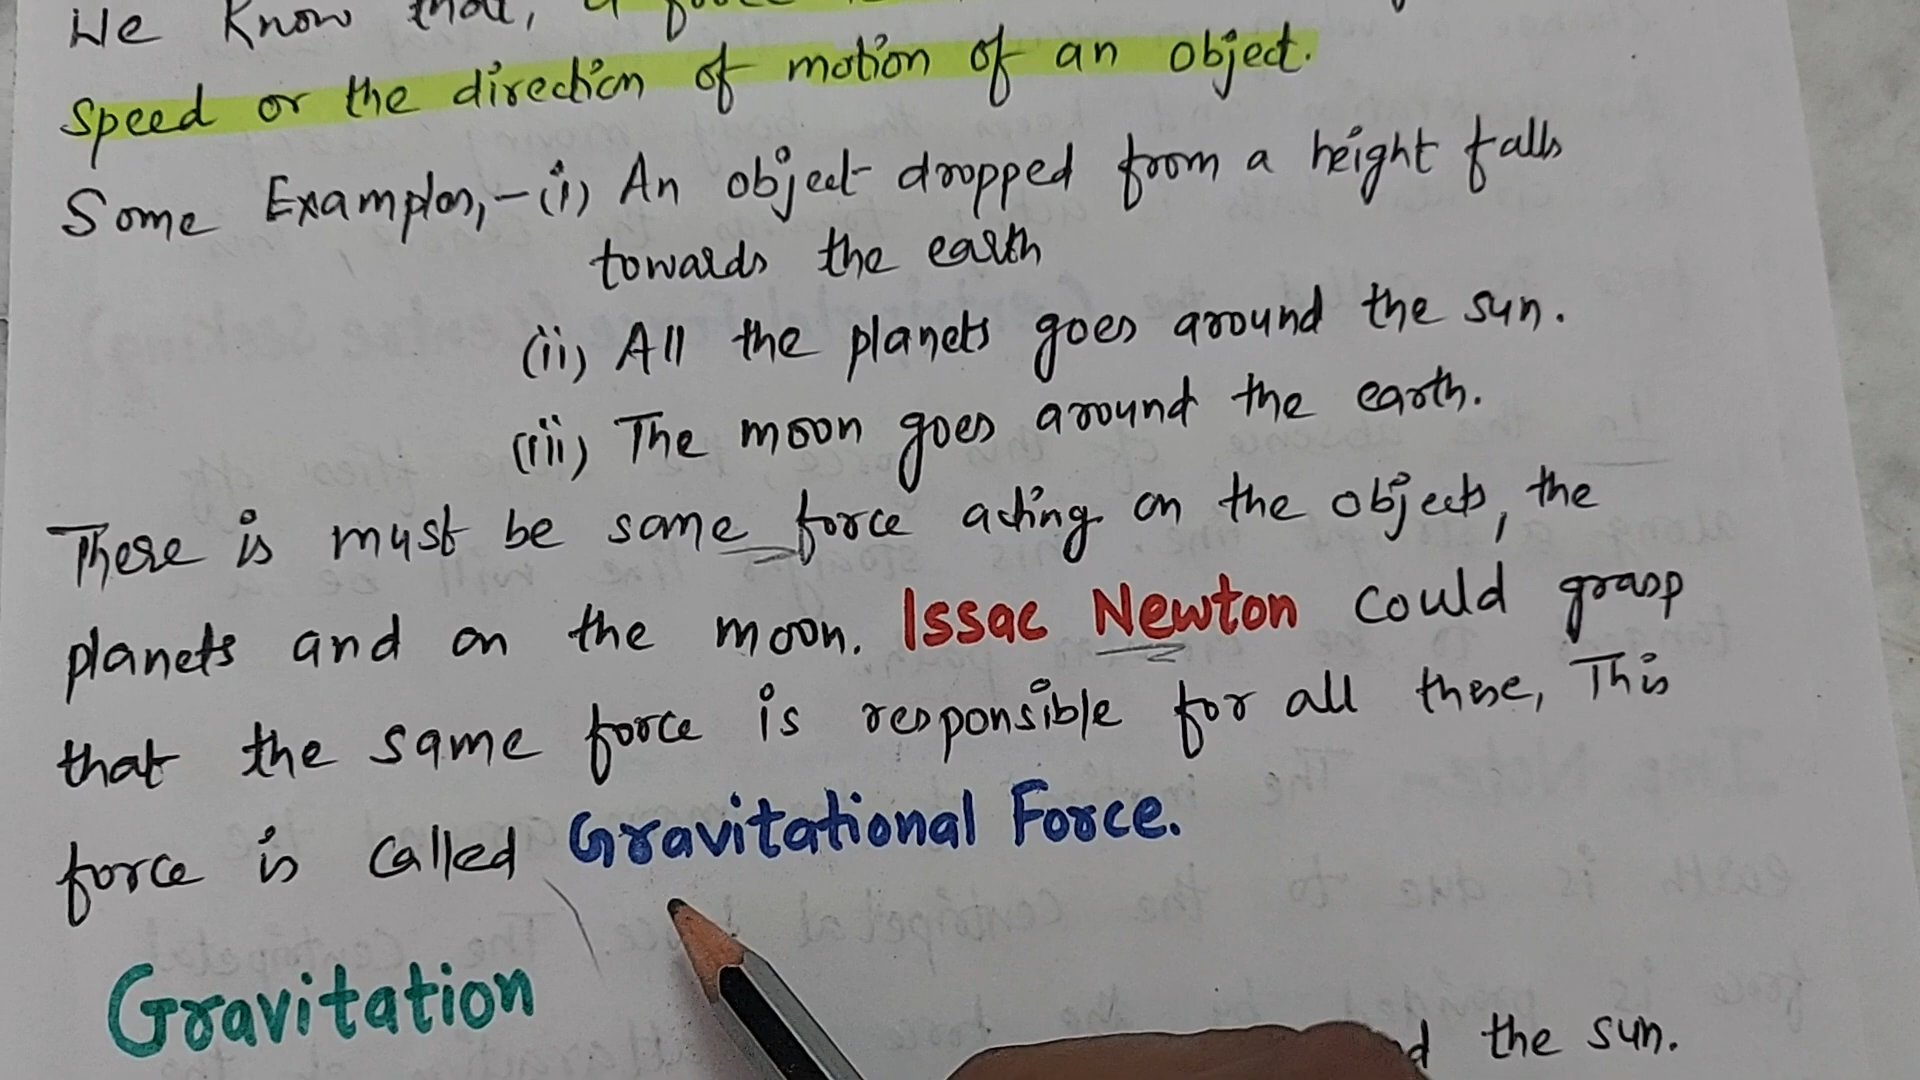 We know that, a force
speed or the direction of motion of an object.
Some Examples,-(i) An object dropped from a height falls
towards the earth
(ii) All the planets goes around the sun.
(iii) The moon goes around the earth.
There is must be some force acting on the objects, the
planets and on the moon. Issac Newton could grasp
that the same force is responsible for all these, This
force is called Gravitational Force.
Gravitation
the sun.